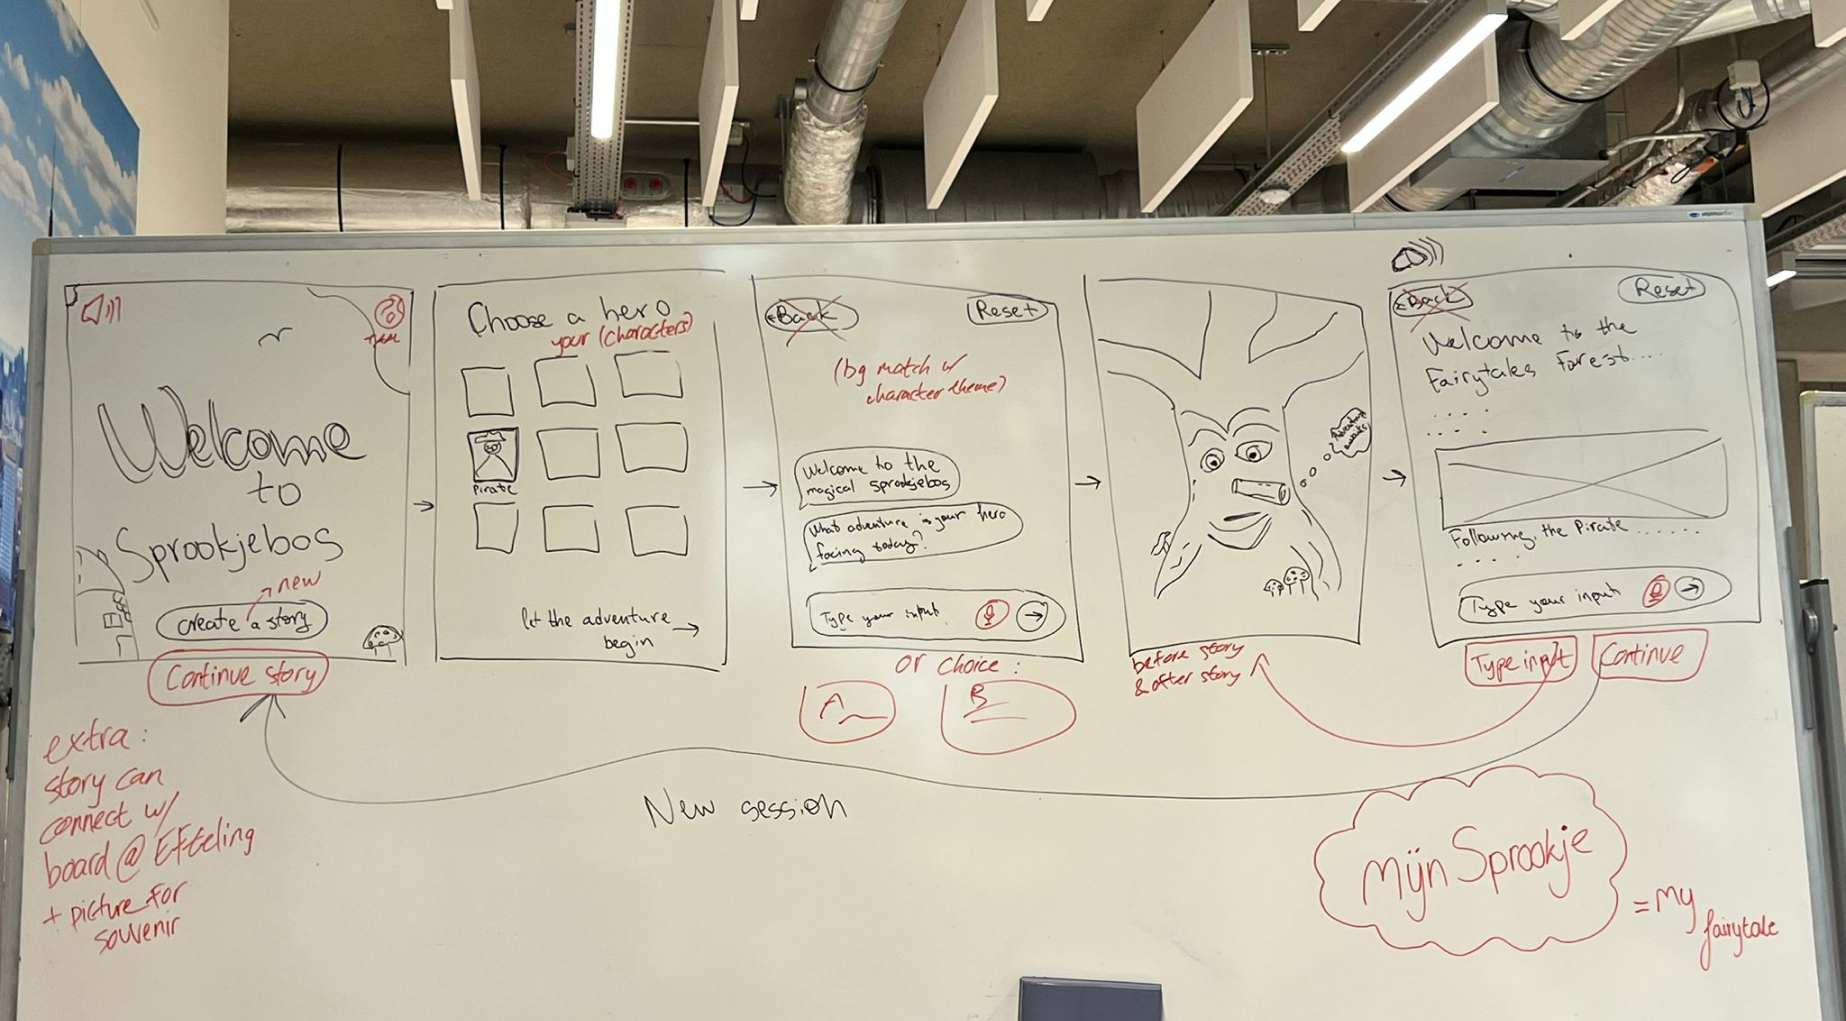 Welcome
to
Sprookjebos
new
create a story
Continue story
extra:
story can
connect w/
board @ Efteling
+ picture for
souvenir
Choose a hero
your (characters)
Pirate
let the adventure
begin
Back
Reset
(bg match w
character theme)
Welcome to the
magical sprookjebos
What adventure is your hero
facing today?
Type your input
or choice:
A
B
before story
& after story
New session
Back
Reset
Welcome to the
Fairytales forest....
Following, the Pirate.......
Type your input
Type input
Continue
Mijn Sprookje
= My
fairytale